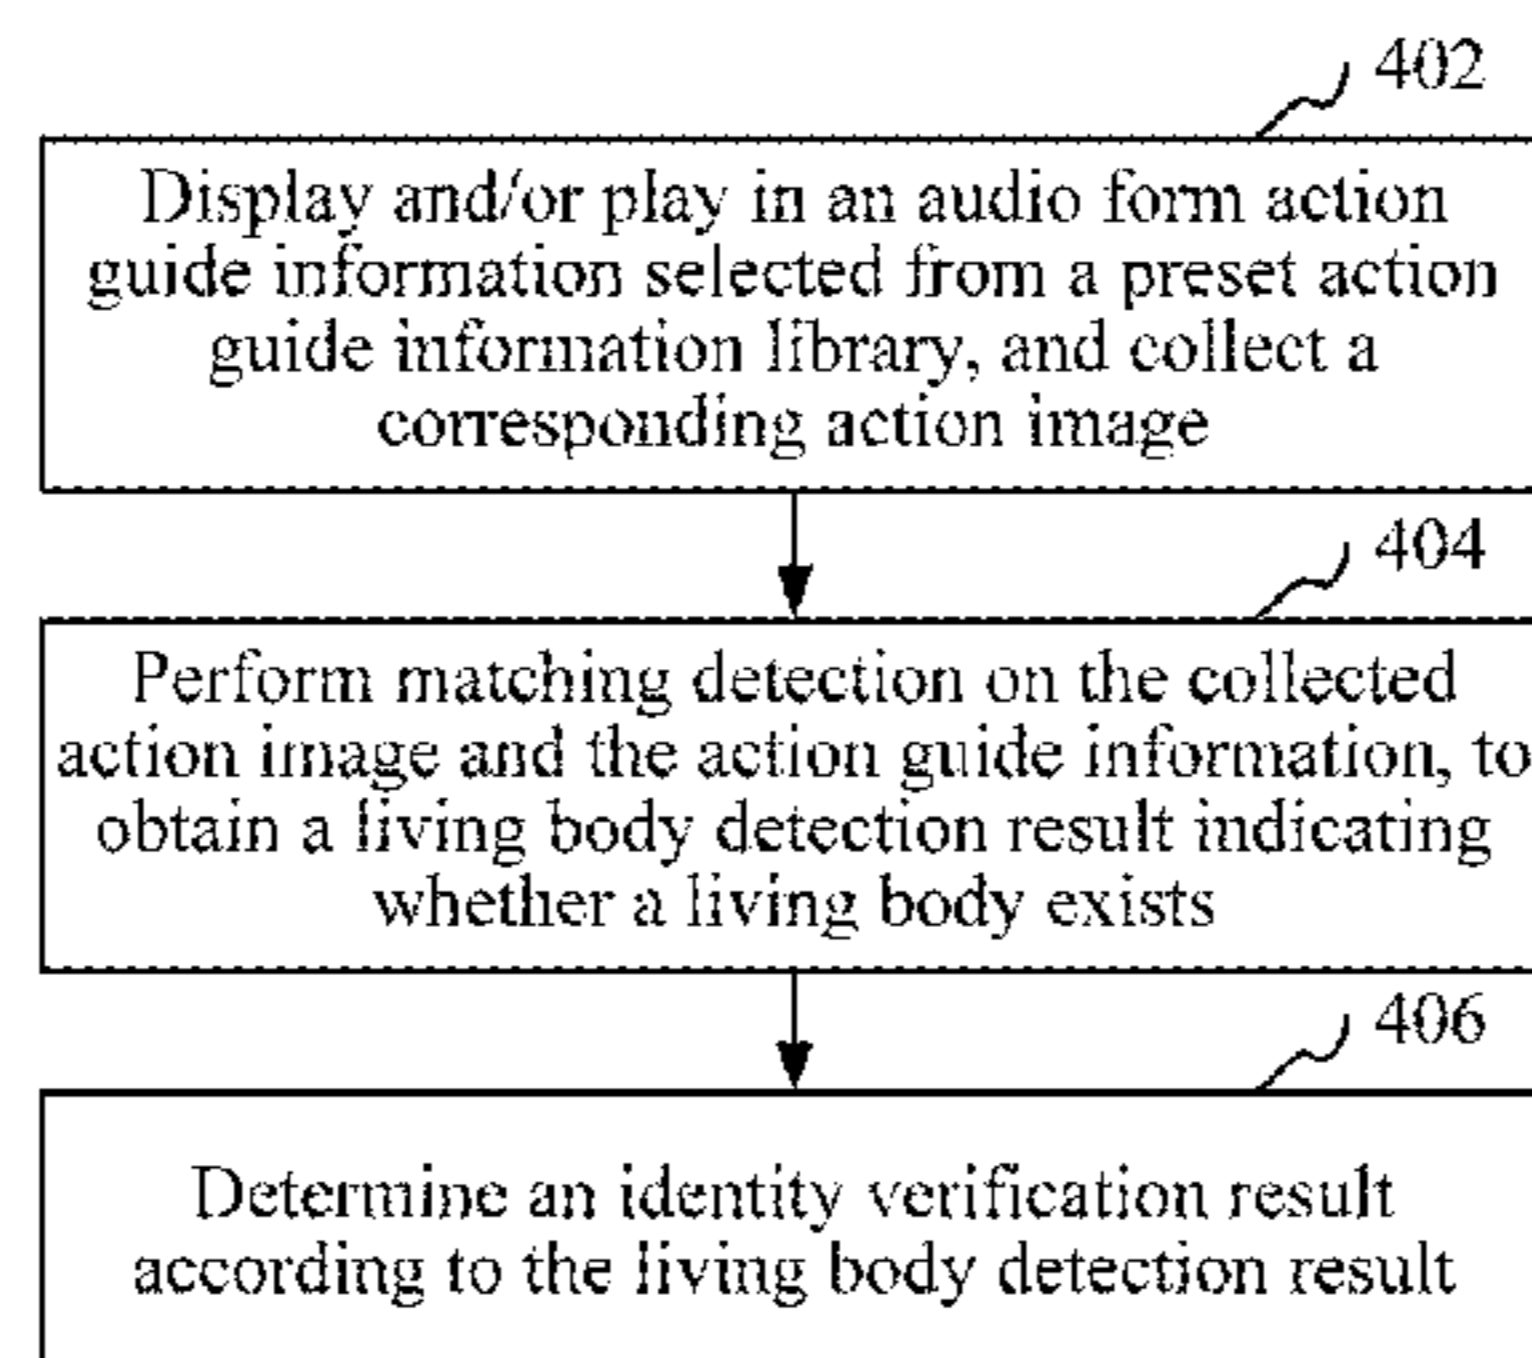 402
Display and/or play in an audio form action
guide information selected from a preset action
guide information library, and collect a
corresponding action image
404
Perform matching detection on the collected
action image and the action guide information, to
obtain a living body detection result indicating
whether a living body exists
406
Determine an identity verification result
according to the living body detection result